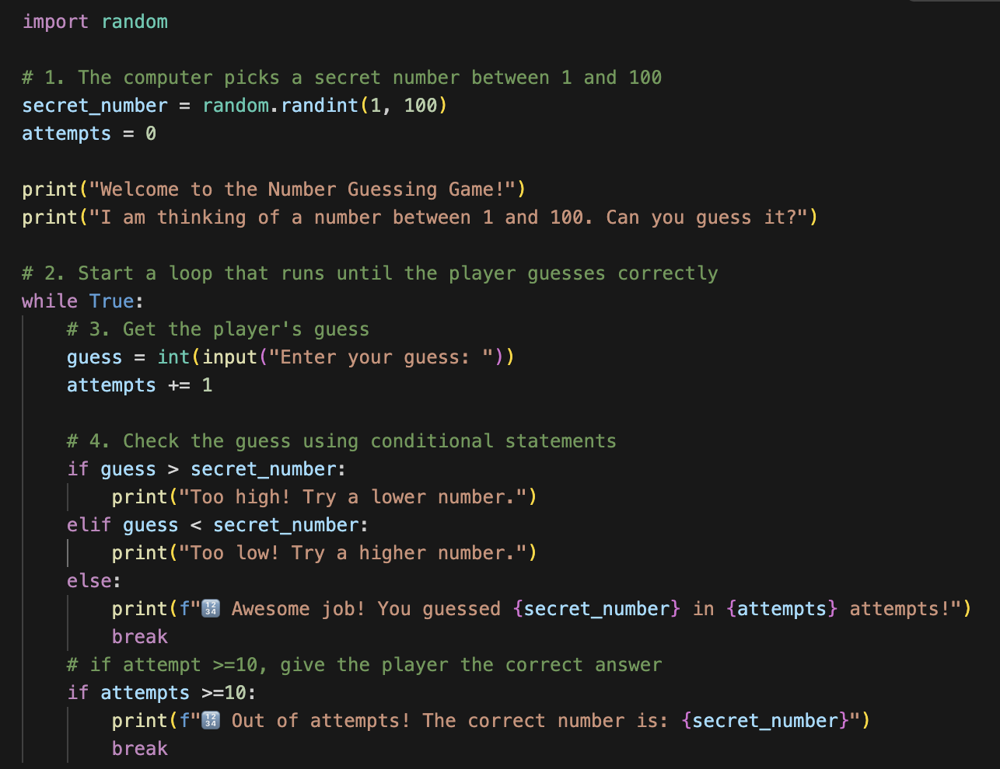 import random

# 1. The computer picks a secret number between 1 and 100
secret_number = random.randint(1, 100)
attempts = 0

print("Welcome to the Number Guessing Game!")
print("I am thinking of a number between 1 and 100. Can you guess it?")

# 2. Start a loop that runs until the player guesses correctly
while True:
    # 3. Get the player's guess
    guess = int(input("Enter your guess: "))
    attempts += 1

    # 4. Check the guess using conditional statements
    if guess > secret_number:
        print("Too high! Try a lower number.")
    elif guess < secret_number:
        print("Too low! Try a higher number.")
    else:
        print(f"🔢 Awesome job! You guessed {secret_number} in {attempts} attempts!")
        break
    # if attempt >=10, give the player the correct answer
    if attempts >=10:
        print(f"🔢 Out of attempts! The correct number is: {secret_number}")
        break